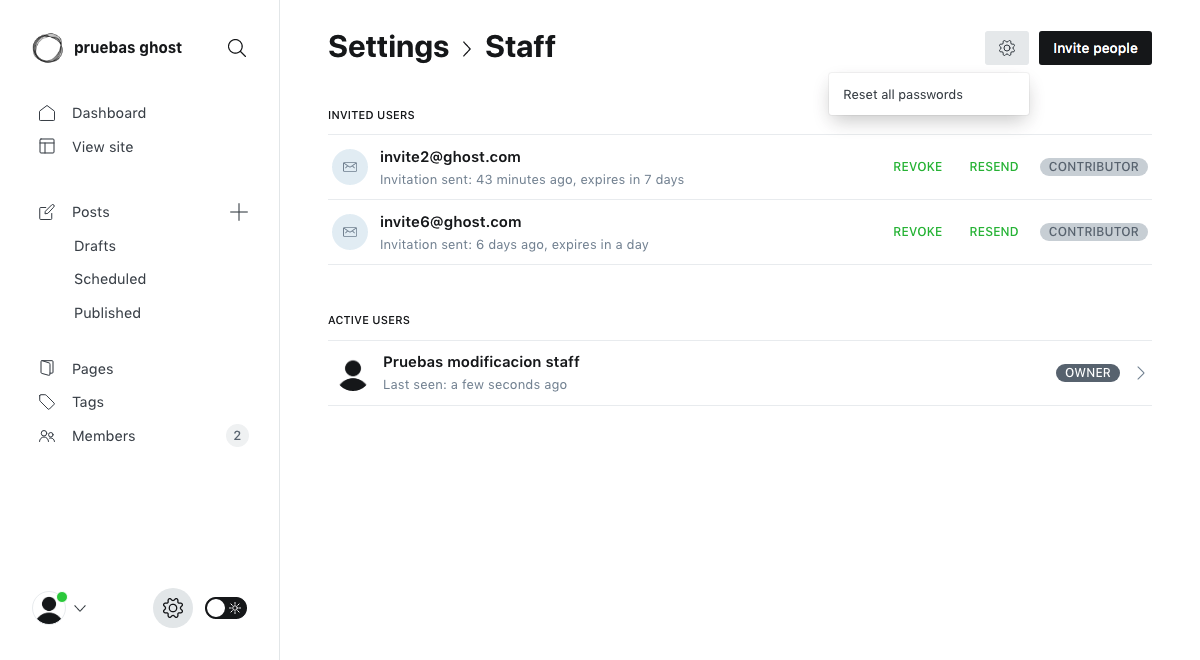 pruebas ghost
Settings > Staff
Invite people
Reset all passwords
Dashboard
View site
Posts
Drafts
Scheduled
Published
Pages
Tags
Members 2
INVITED USERS
invite2@ghost.com
Invitation sent: 43 minutes ago, expires in 7 days
REVOKE RESEND CONTRIBUTOR
invite6@ghost.com
Invitation sent: 6 days ago, expires in a day
REVOKE RESEND CONTRIBUTOR
ACTIVE USERS
Pruebas modificacion staff
Last seen: a few seconds ago
OWNER